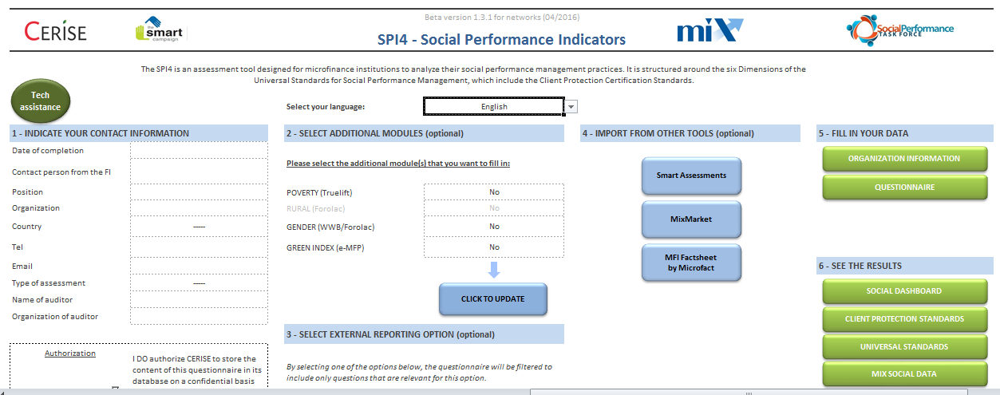 Beta version 1.3.1 for networks (04/2016)
CERISE
the smart campaign
SPI4 - Social Performance Indicators
mix
SocialPerformance
TASK FORCE
The SPI4 is an assessment tool designed for microfinance institutions to analyze their social performance management practices. It is structured around the six Dimensions of the
Universal Standards for Social Performance Management, which include the Client Protection Certification Standards.
Tech
assistance
Select your language:
English
1 - INDICATE YOUR CONTACT INFORMATION
Date of completion
Contact person from the FI
Position
Organization
Country -----
Tel
Email
Type of assessment -----
Name of auditor
Organization of auditor
Authorization
I DO authorize CERISE to store the
content of this questionnaire in its
database on a confidential basis
2 - SELECT ADDITIONAL MODULES (optional)
Please select the additional module(s) that you want to fill in:
POVERTY (Truelift) No
RURAL (Forolac) No
GENDER (WWB/Forolac) No
GREEN INDEX (e-MFP) No
CLICK TO UPDATE
3 - SELECT EXTERNAL REPORTING OPTION (optional)
By selecting one of the options below, the questionnaire will be filtered to
include only questions that are relevant for this option.
4 - IMPORT FROM OTHER TOOLS (optional)
Smart Assessments
MixMarket
MFI Factsheet
by Microfact
5 - FILL IN YOUR DATA
ORGANIZATION INFORMATION
QUESTIONNAIRE
6 - SEE THE RESULTS
SOCIAL DASHBOARD
CLIENT PROTECTION STANDARDS
UNIVERSAL STANDARDS
MIX SOCIAL DATA